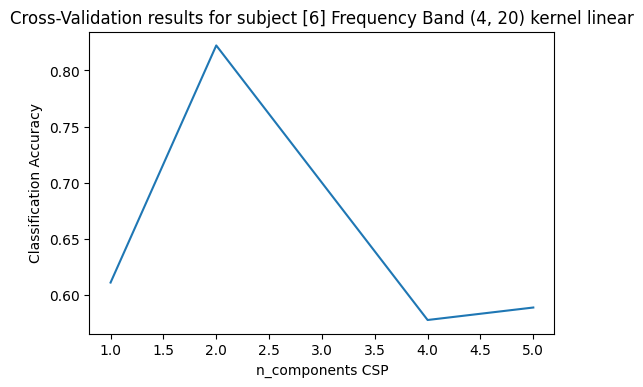 Cross-Validation results for subject [6] Frequency Band (4, 20) kernel linear
Classification Accuracy
0.80
0.75
0.70
0.65
0.60
1.0 1.5 2.0 2.5 3.0 3.5 4.0 4.5 5.0
n_components CSP